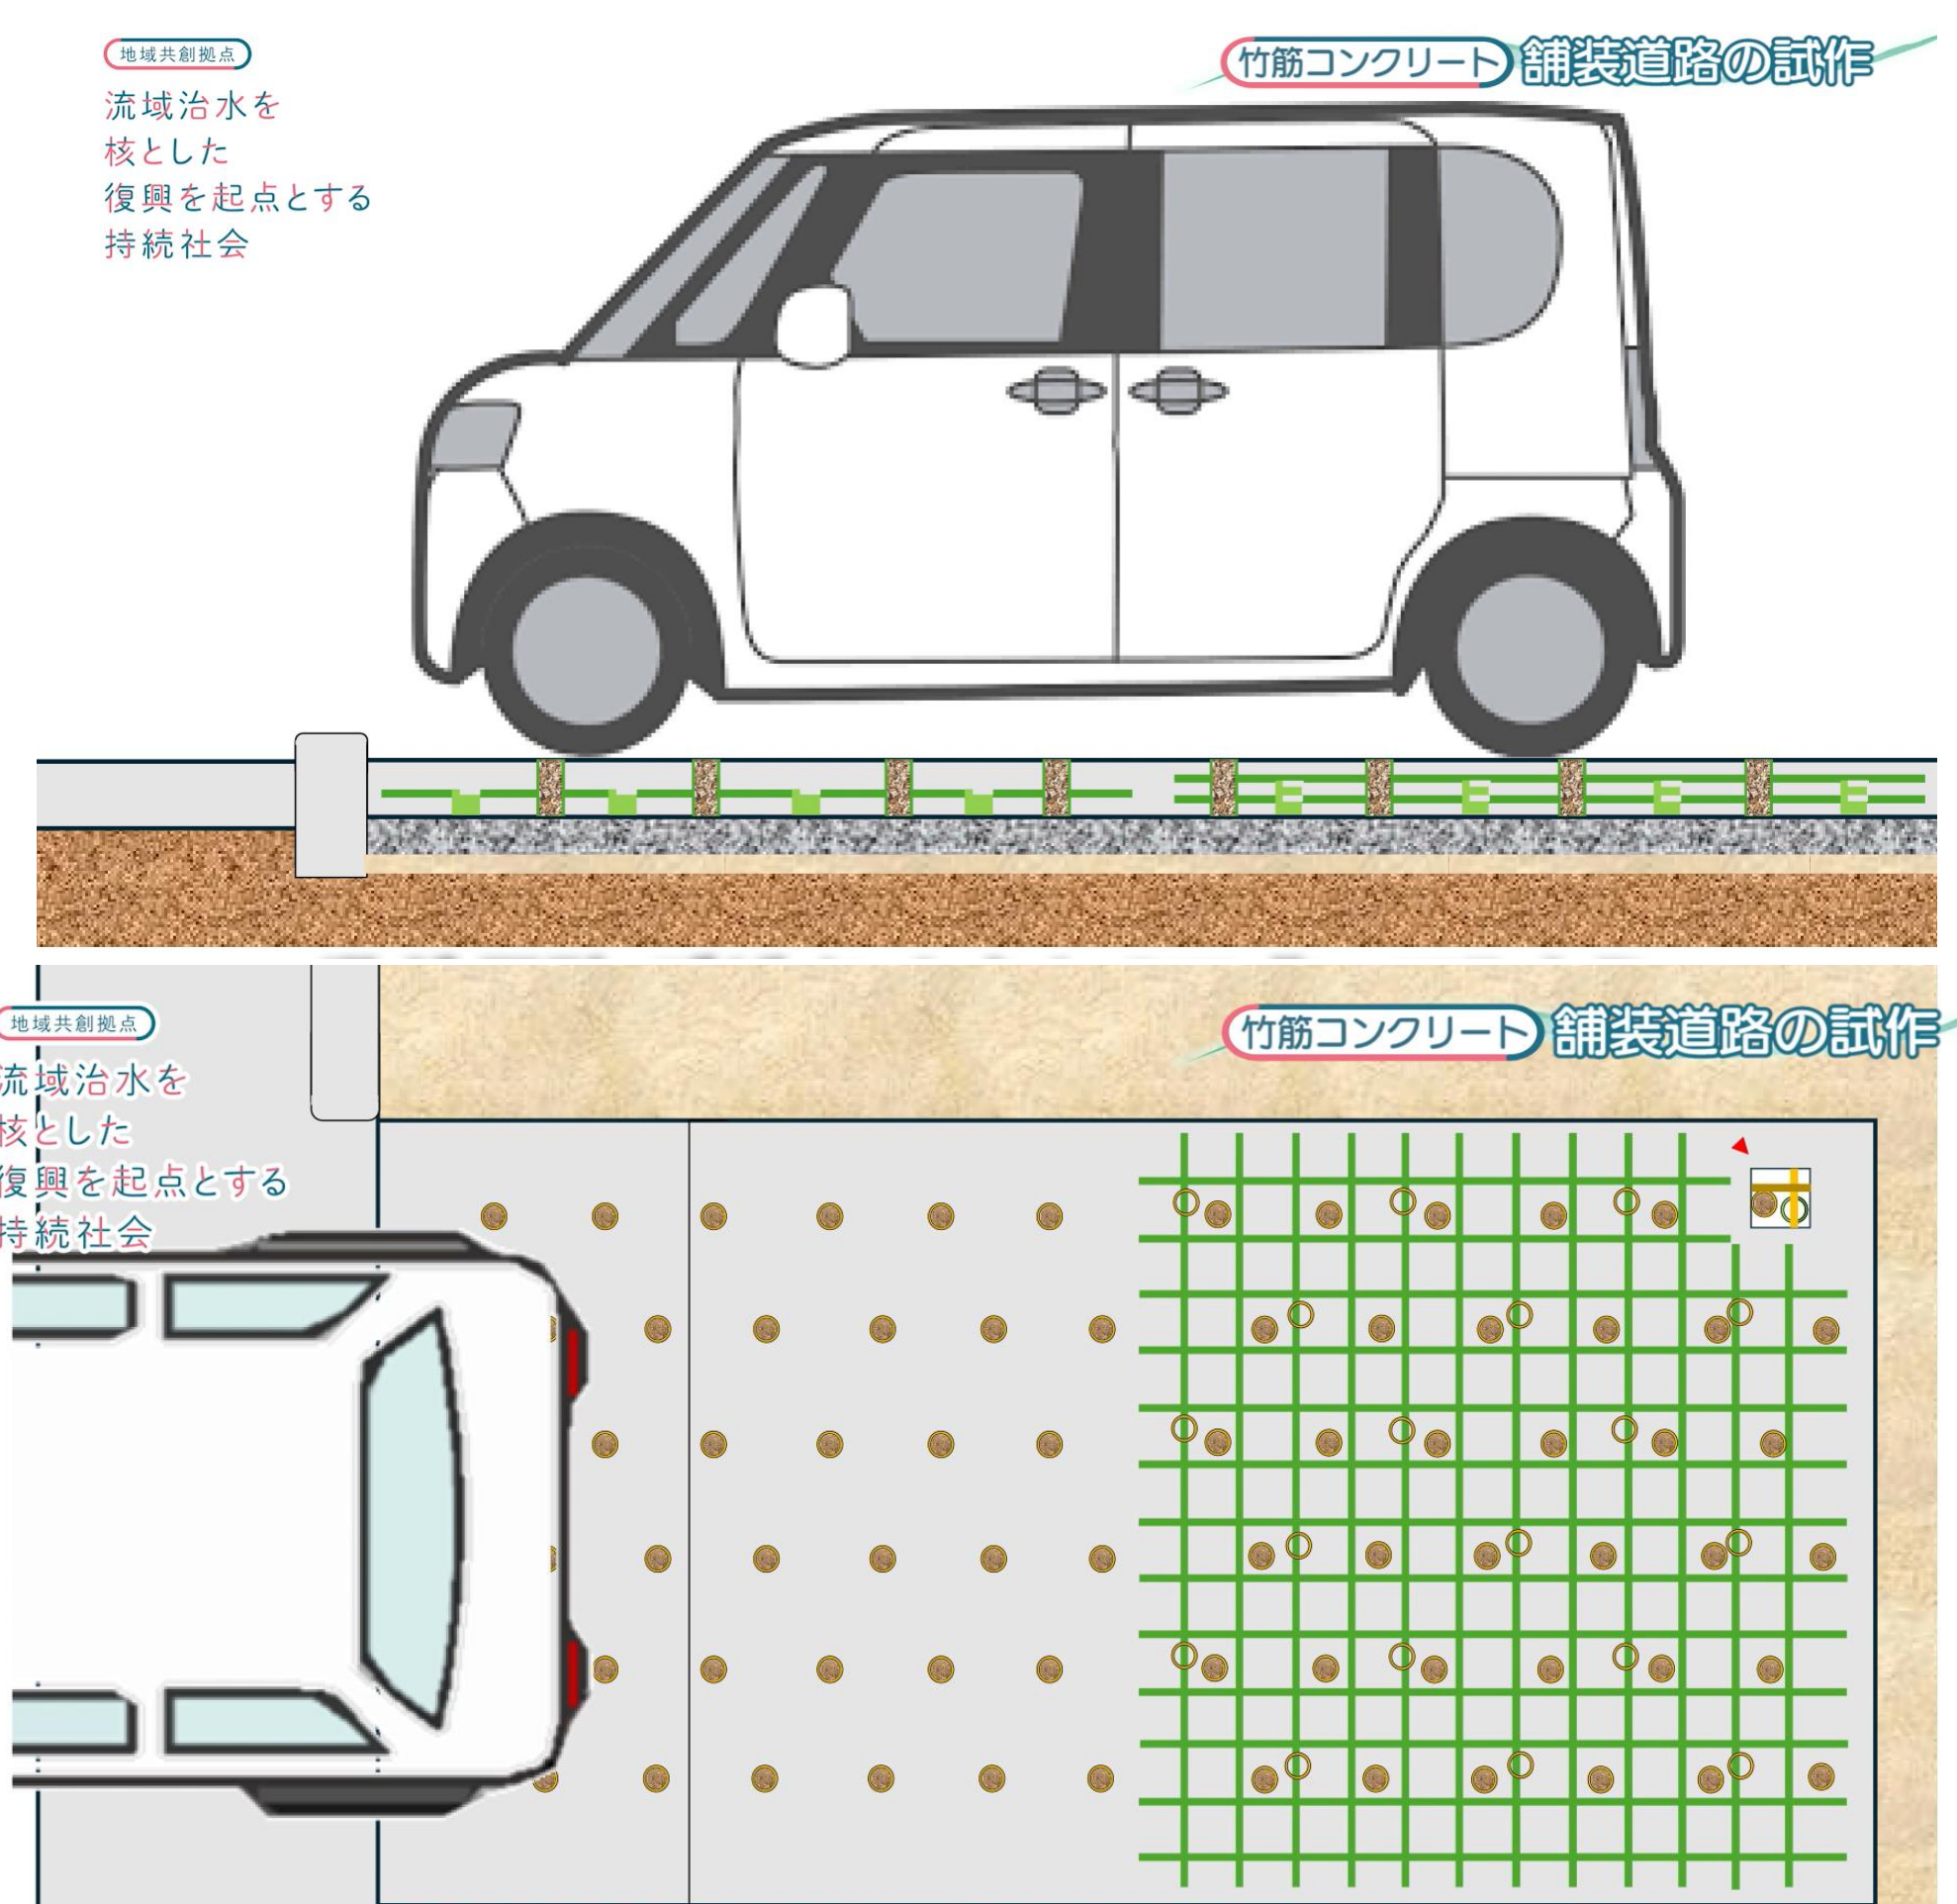 地域共創拠点
流域治水を
核とした
復興を起点とする
持続社会
竹筋コンクリート 舗装道路の試作
地域共創拠点
流域治水を
核とした
復興を起点とする
持続社会
竹筋コンクリート 舗装道路の試作